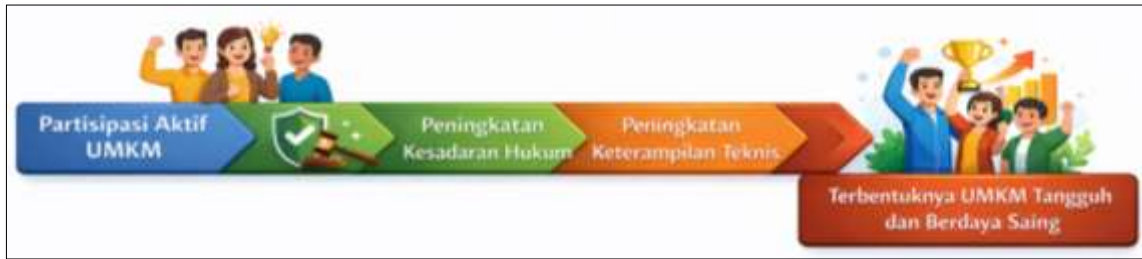 Partisipasi Aktif
UMKM
Peningkatan
Kesadaran Hukum
Peningkatan
Keterampilan Teknis
Terbentuknya UMKM Tangguh
dan Berdaya Saing